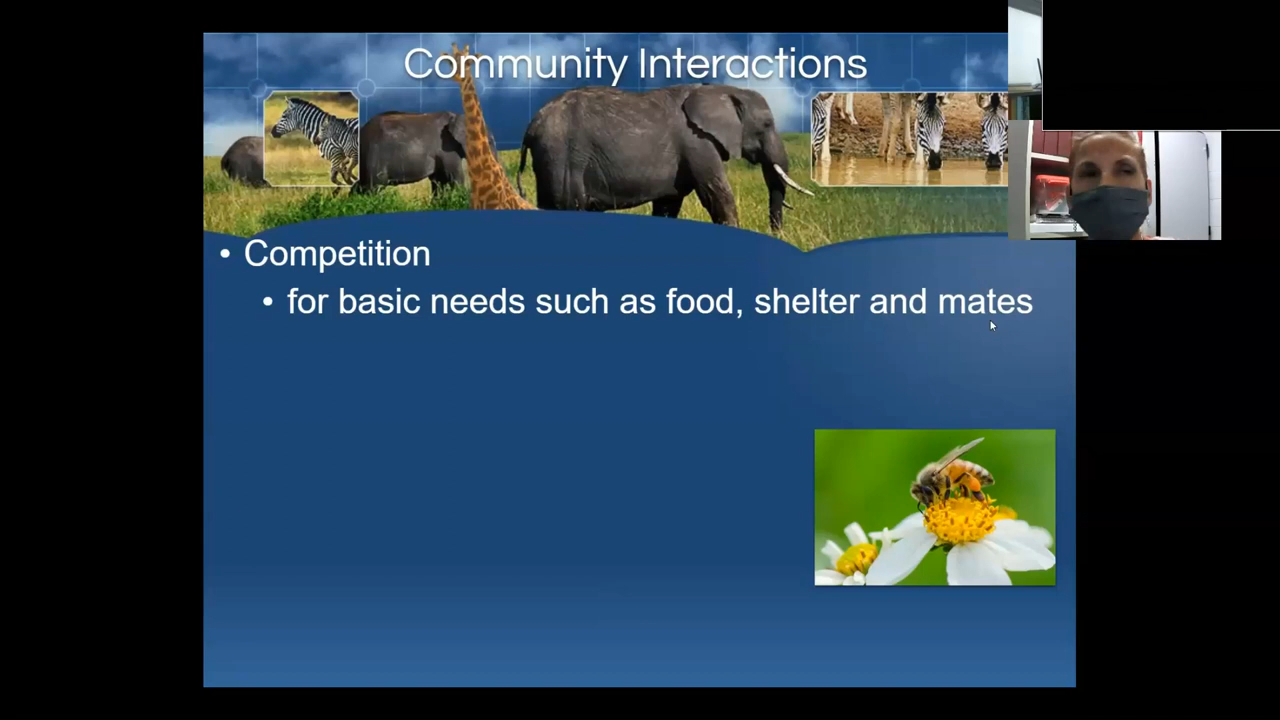 Community Interactions
• Competition
• for basic needs such as food, shelter and mates